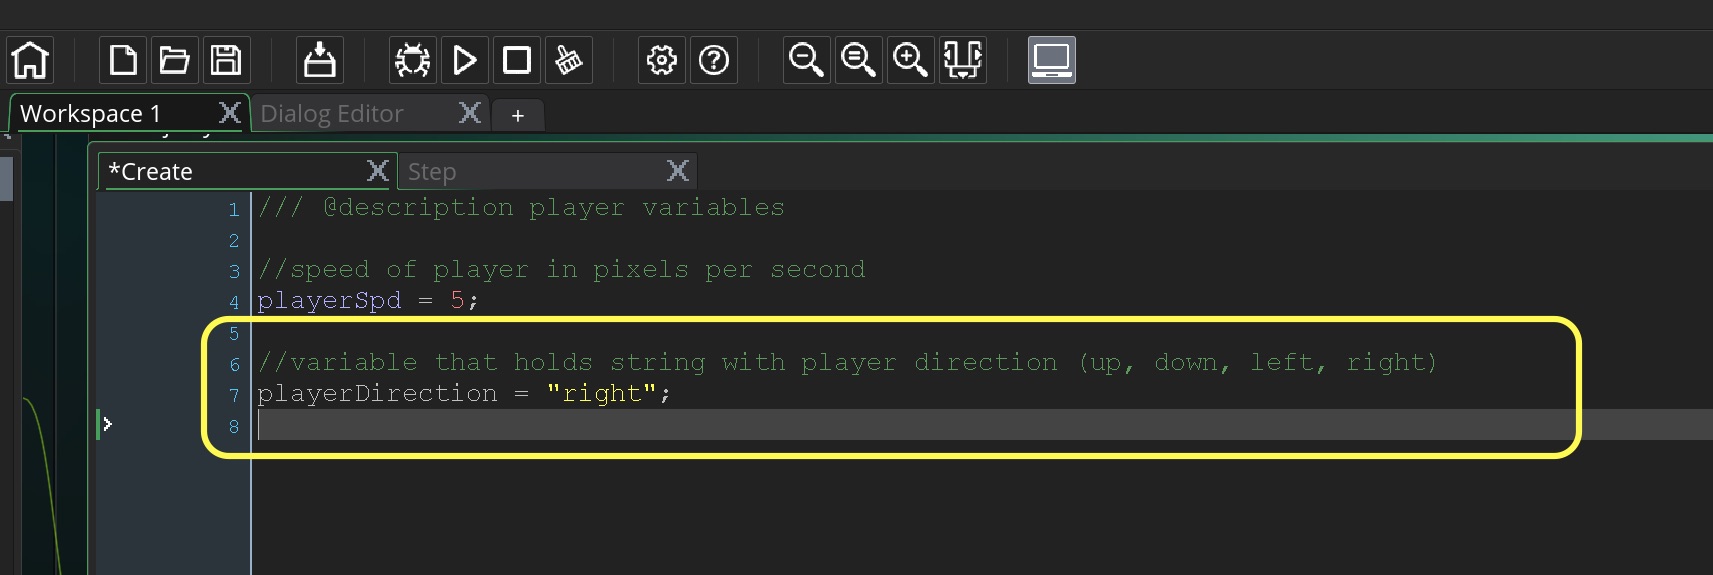 Workspace 1
Dialog Editor
+
*Create
Step
1 /// @description player variables
2
3 //speed of player in pixels per second
4 playerSpd = 5;
5
6 //variable that holds string with player direction (up, down, left, right)
7 playerDirection = "right";
8